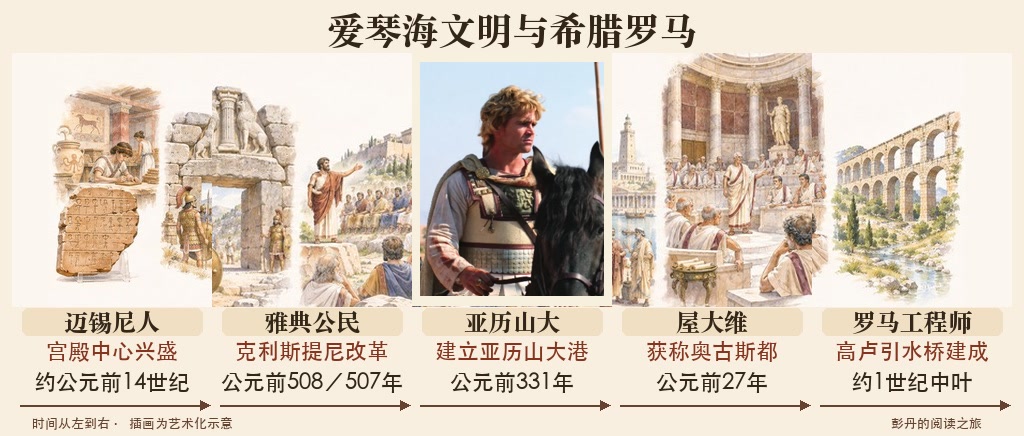 爱琴海文明与希腊罗马
迈锡尼人
宫殿中心兴盛
约公元前14世纪
雅典公民
克利斯提尼改革
公元前508／507年
亚历山大
建立亚历山大港
公元前331年
屋大维
获称奥古斯都
公元前27年
罗马工程师
高卢引水桥建成
约1世纪中叶
时间从左到右· 插画为艺术化示意
彭丹的阅读之旅